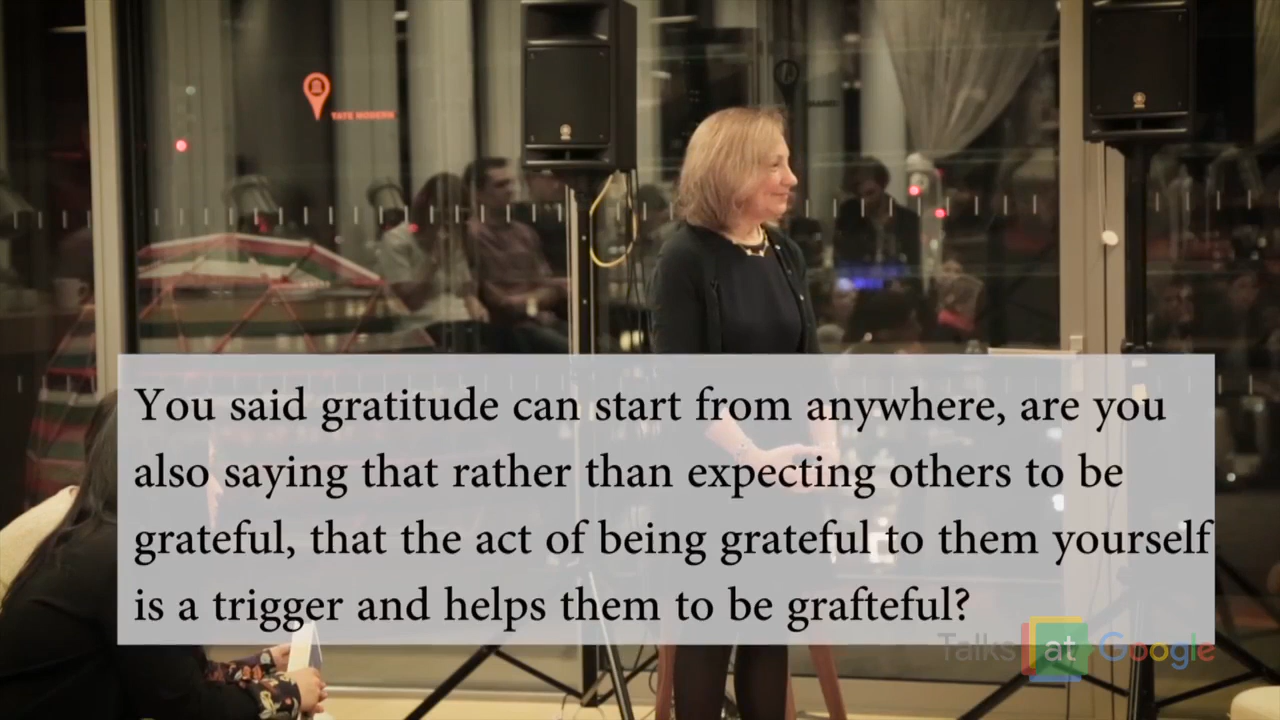 TATE MODERN
You said gratitude can start from anywhere, are you
also saying that rather than expecting others to be
grateful, that the act of being grateful to them yourself
is a trigger and helps them to be grafteful?
Talks at Google